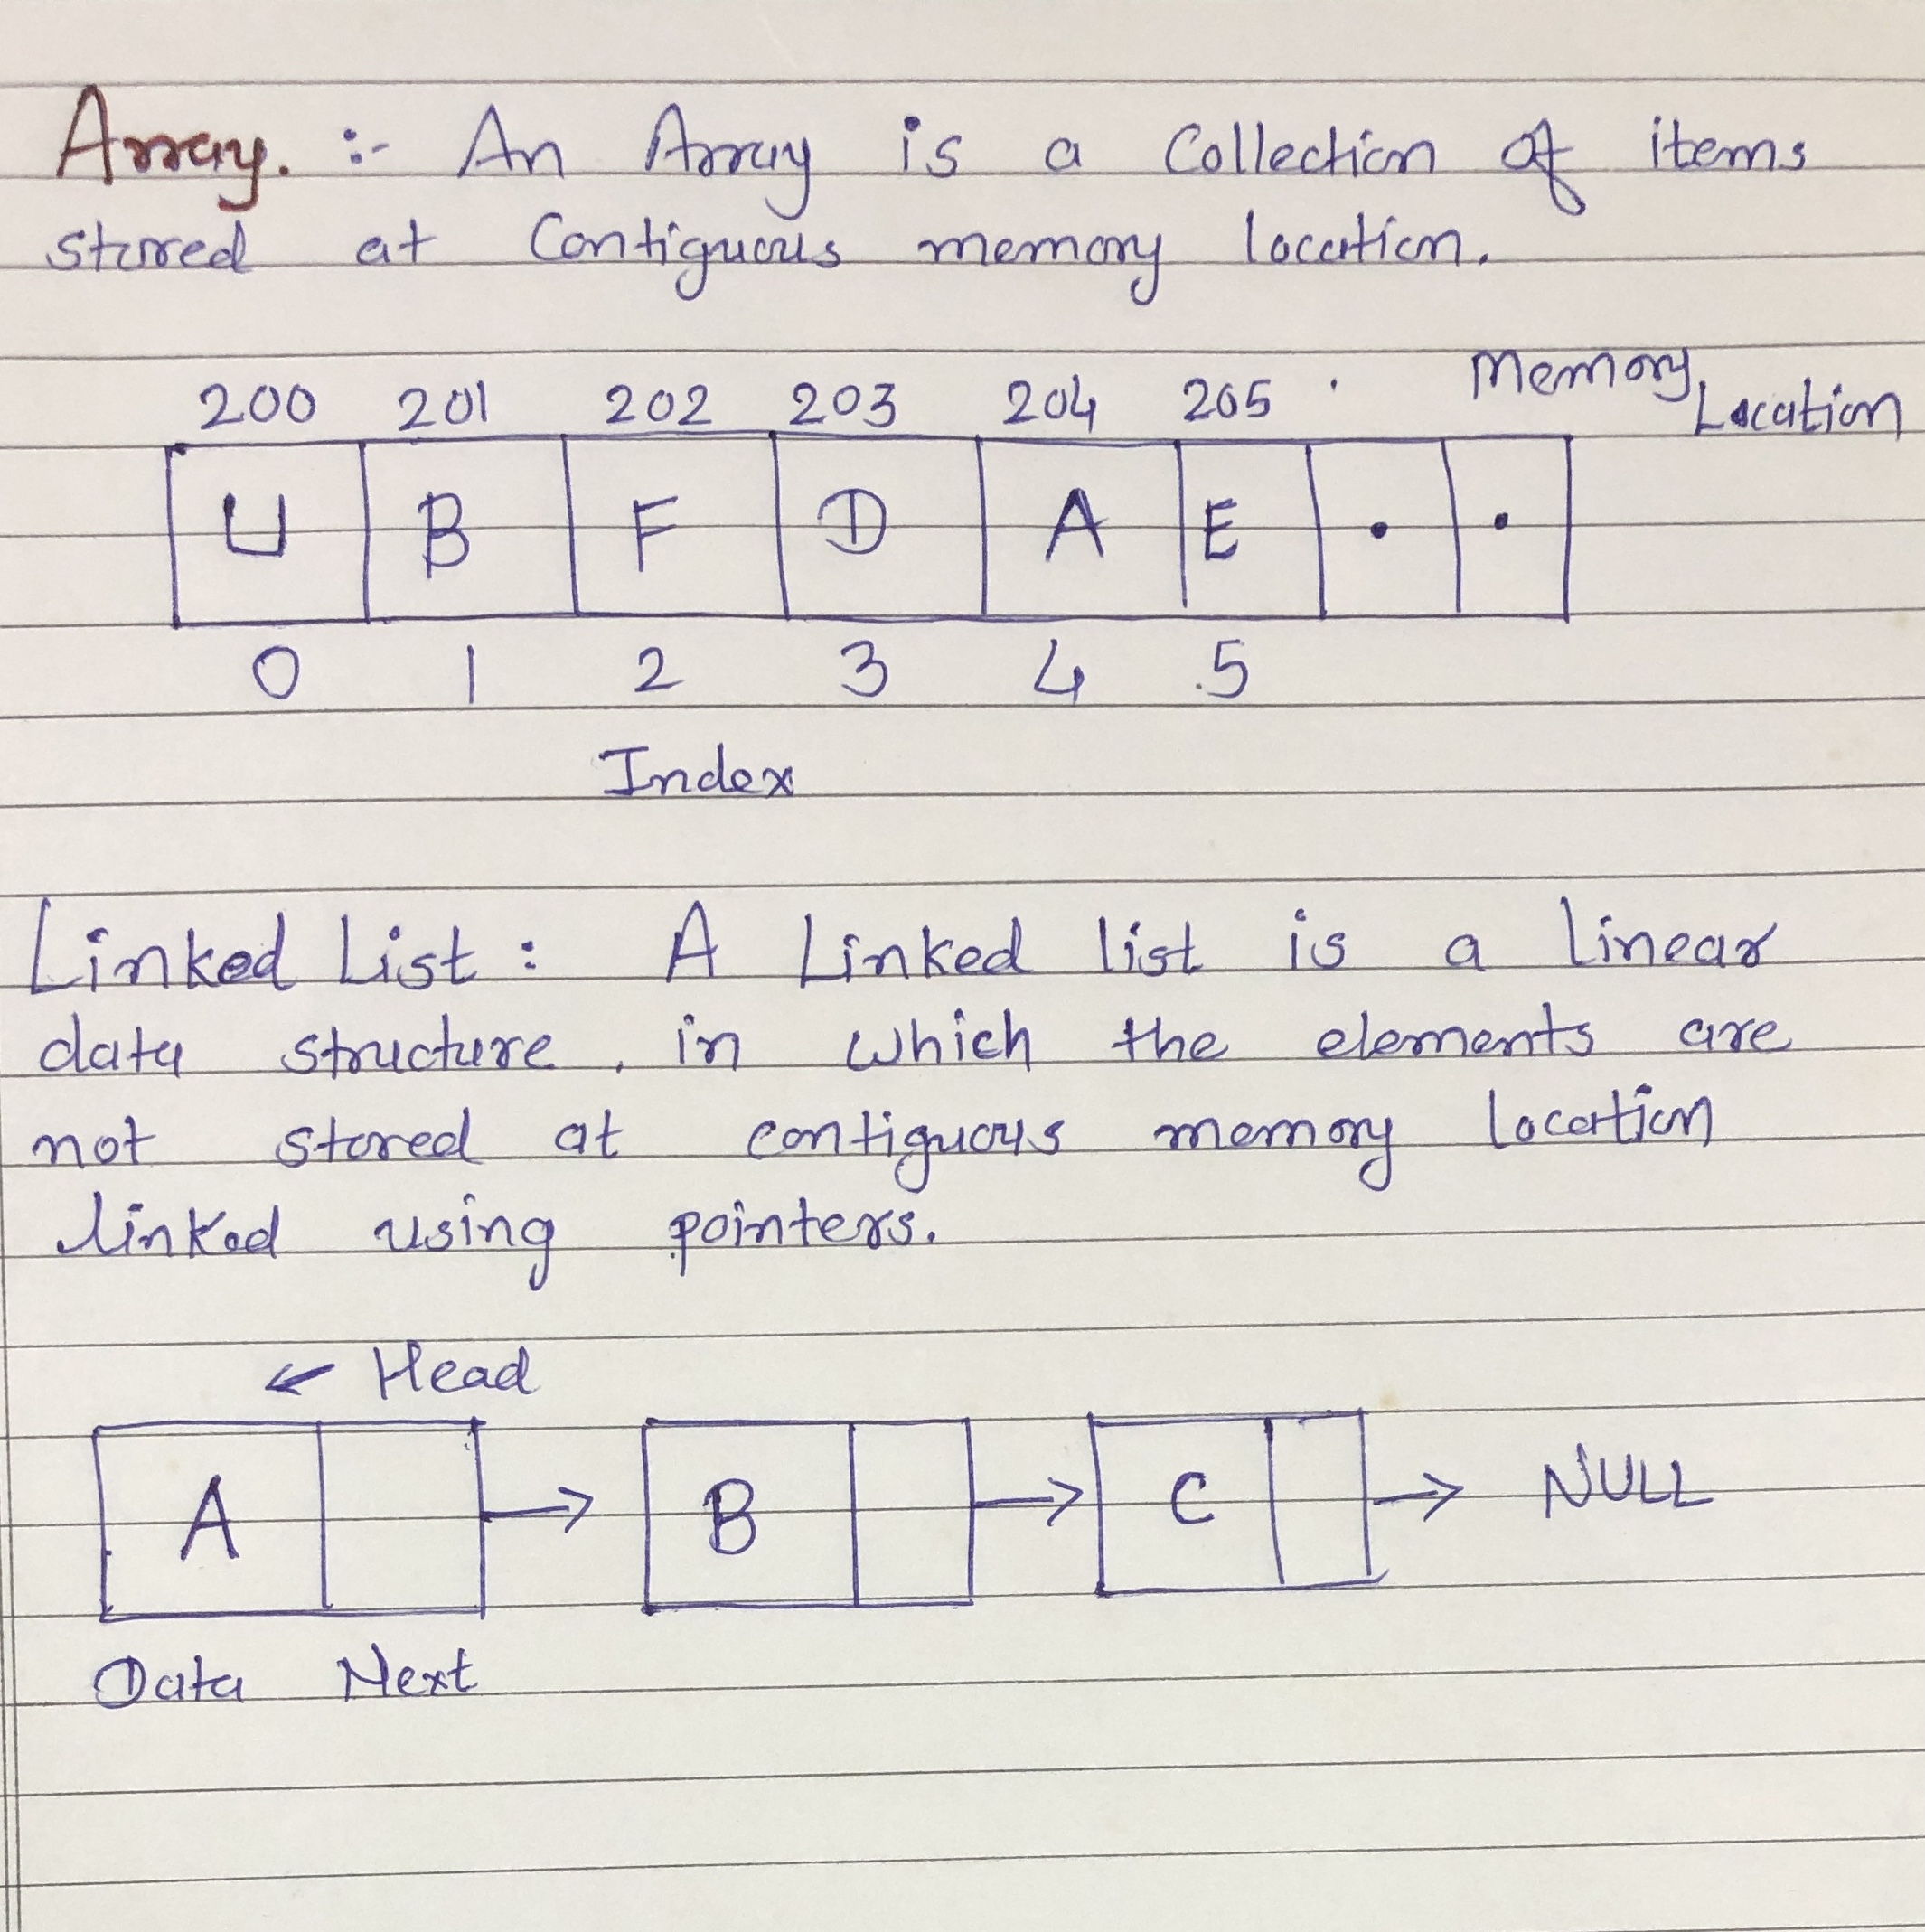 Array. :- An Array is a Collection of items
stored at Contiguous memory location.
200 201 202 203 204 205 . Memory Location
U B F D A E . .
0 1 2 3 4 5
Index
Linked List : A Linked list is a linear
data structure, in which the elements are
not stored at contiguous memory location
linked using pointers.
← Head
A → B → C → NULL
Data Next